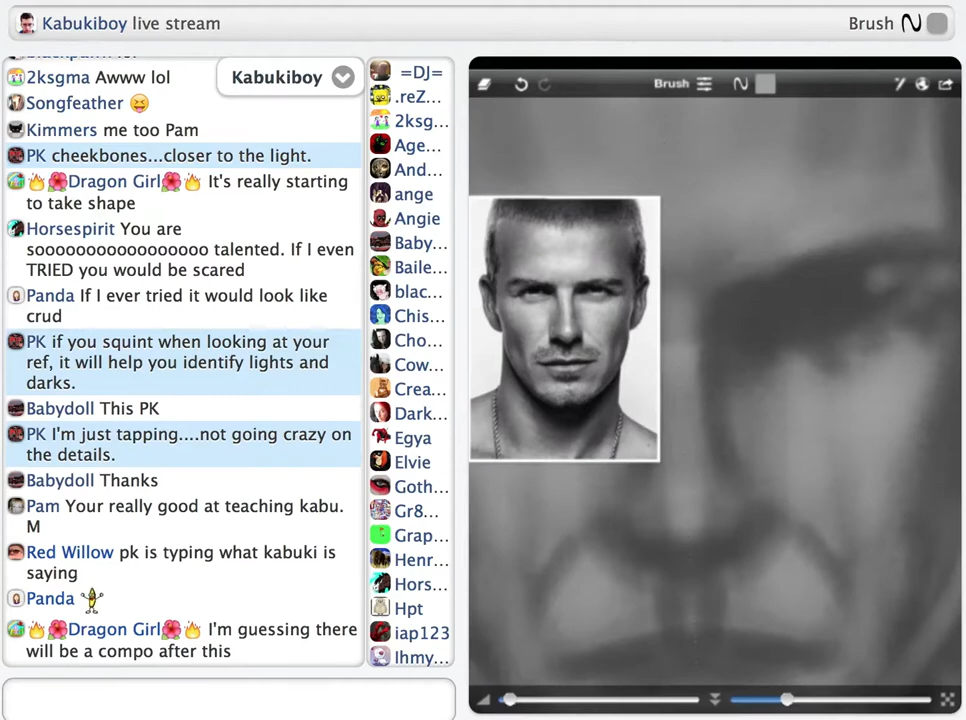 Kabukiboy live stream
Brush
2ksgma Awww lol
Kabukiboy
Songfeather
Kimmers me too Pam
PK cheekbones...closer to the light.
Dragon Girl It's really starting
to take shape
Horsespirit You are
sooooooooooooooooo talented. If I even
TRIED you would be scared
Panda If I ever tried it would look like
crud
PK if you squint when looking at your
ref, it will help you identify lights and
darks.
Babydoll This PK
PK I'm just tapping....not going crazy on
the details.
Babydoll Thanks
Pam Your really good at teaching kabu.
M
Red Willow pk is typing what kabuki is
saying
Panda
Dragon Girl I'm guessing there
will be a compo after this
=DJ=
.reZ...
2ksg...
Age...
And...
ange
Angie
Baby...
Baile...
blac...
Chis...
Cho...
Cow...
Crea...
Dark...
Egya
Elvie
Goth...
Gr8...
Grap...
Henr...
Hors...
Hpt
iap123
Ihmy...
Brush